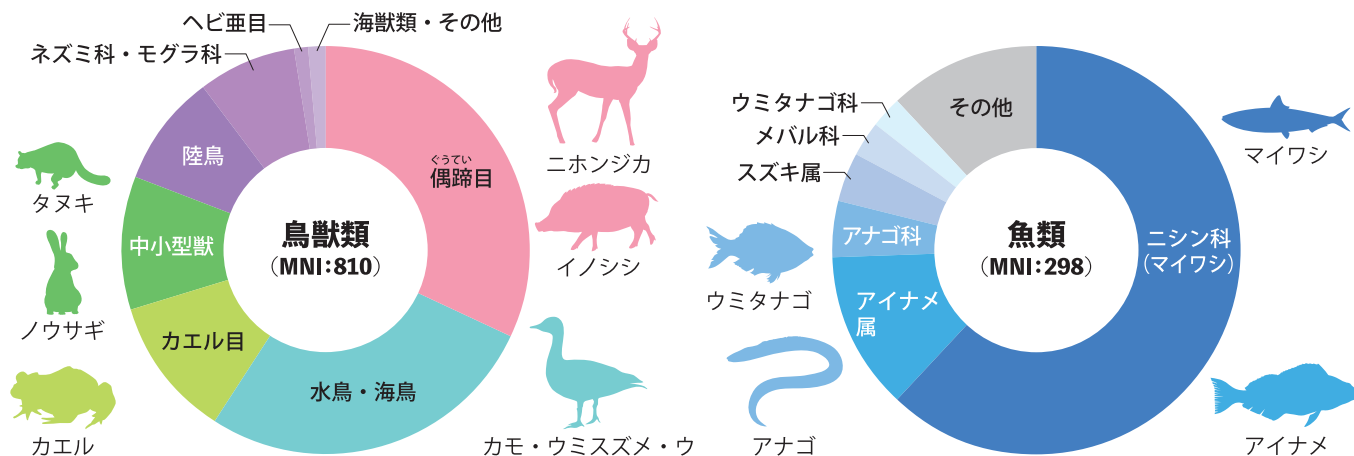 ヘビ亜目
海獣類・その他
ネズミ科・モグラ科
陸鳥
ぐうてい
偶蹄目
ニホンジカ
タヌキ
中小型獣
鳥獣類
(MNI:810)
イノシシ
ノウサギ
カエル目
水鳥・海鳥
カエル
カモ・ウミスズメ・ウ
ウミタナゴ科
メバル科
スズキ属
その他
マイワシ
アナゴ科
魚類
(MNI:298)
ニシン科
(マイワシ)
ウミタナゴ
アイナメ
属
アナゴ
アイナメ